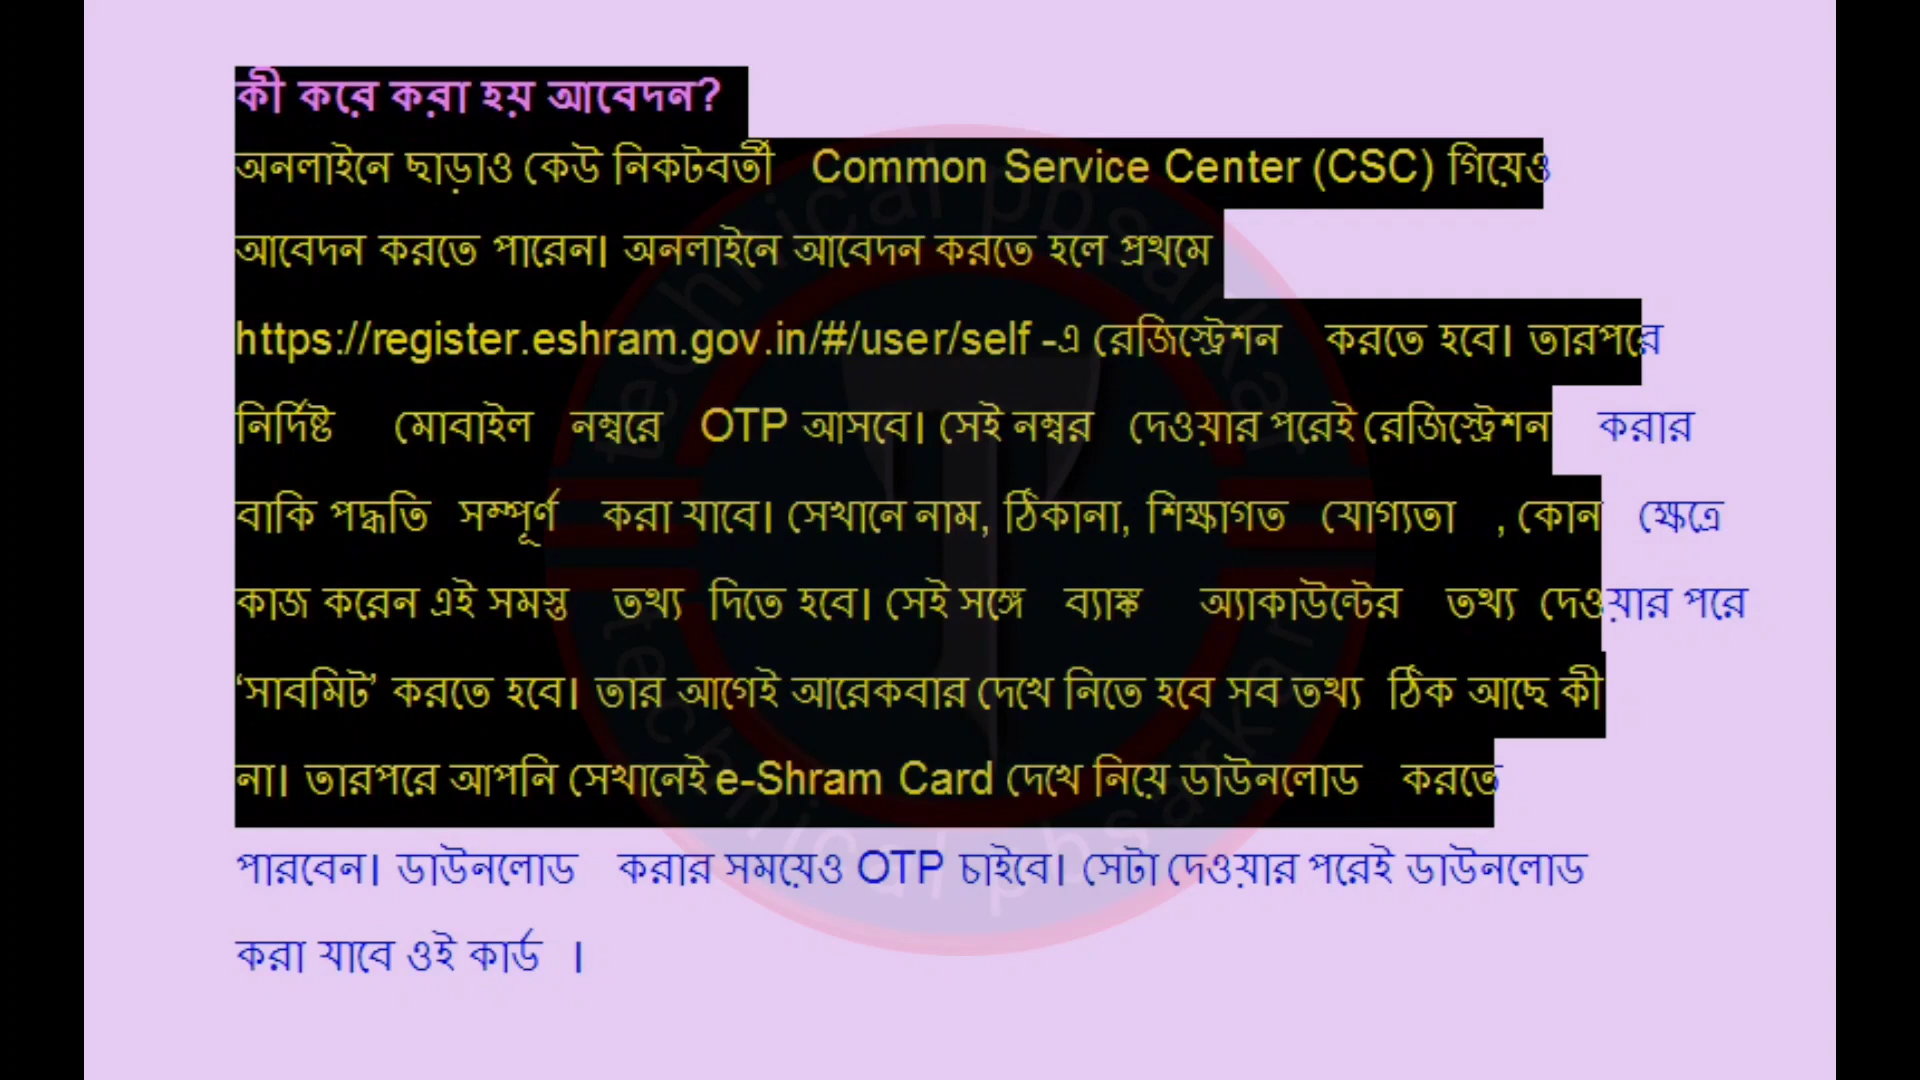 কী করে করা হয় আবেদন?
অনলাইনে ছাড়াও কেউ নিকটবর্তী Common Service Center (CSC) গিয়েও
আবেদন করতে পারেন। অনলাইনে আবেদন করতে হলে প্রথমে
https://register.eshram.gov.in/#/user/self -এ রেজিস্ট্রেশন করতে হবে। তারপরে
নির্দিষ্ট মোবাইল নম্বরে OTP আসবে। সেই নম্বর দেওয়ার পরেই রেজিস্ট্রেশন করার
বাকি পদ্ধতি সম্পূর্ণ করা যাবে। সেখানে নাম, ঠিকানা, শিক্ষাগত যোগ্যতা , কোন ক্ষেত্রে
কাজ করেন এই সমস্ত তথ্য দিতে হবে। সেই সঙ্গে ব্যাঙ্ক অ্যাকাউন্টের তথ্য দেওয়ার পরে
‘সাবমিট’ করতে হবে। তার আগেই আরেকবার দেখে নিতে হবে সব তথ্য ঠিক আছে কী
না। তারপরে আপনি সেখানেই e-Shram Card দেখে নিয়ে ডাউনলোড করতে
পারবেন। ডাউনলোড করার সময়েও OTP চাইবে। সেটা দেওয়ার পরেই ডাউনলোড
করা যাবে ওই কার্ড ।
technical pbsarkar
technical pbsarkar